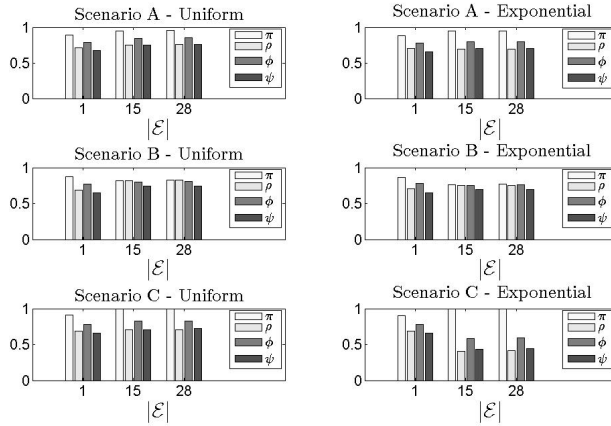 Scenario A - Uniform
1
0.5
0
1 15 28
|ℰ|
π
ρ
ϕ
ψ
Scenario A - Exponential
1
0.5
0
1 15 28
|ℰ|
π
ρ
ϕ
ψ
Scenario B - Uniform
1
0.5
0
1 15 28
|ℰ|
π
ρ
ϕ
ψ
Scenario B - Exponential
1
0.5
0
1 15 28
|ℰ|
π
ρ
ϕ
ψ
Scenario C - Uniform
1
0.5
0
1 15 28
|ℰ|
π
ρ
ϕ
ψ
Scenario C - Exponential
1
0.5
0
1 15 28
|ℰ|
π
ρ
ϕ
ψ